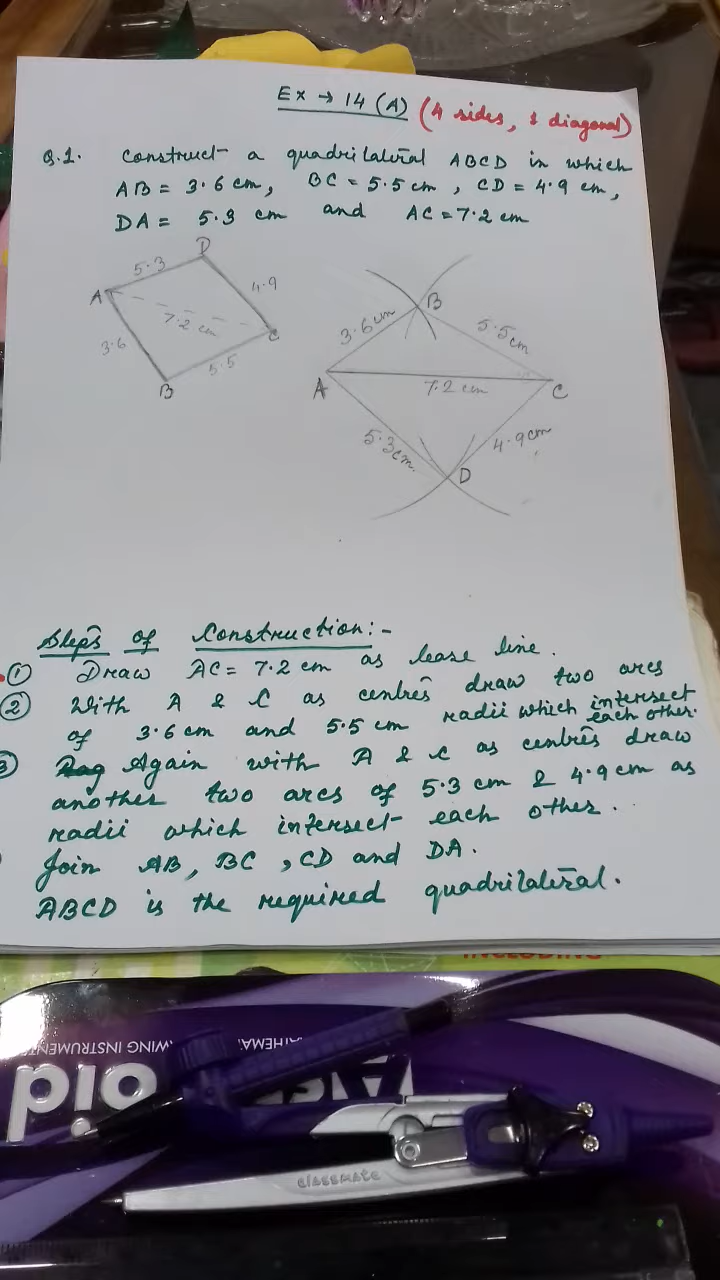 Ex → 14 (A) (4 sides, 1 diagonal)
Q.1. Construct a quadrilateral ABCD in which
AB = 3.6 cm, BC = 5.5 cm, CD = 4.9 cm,
DA = 5.3 cm and AC = 7.2 cm
D
5.3
4.9
A
7.2 cm
C
3.6
5.5
B
B
3.6 cm
5.5 cm
A
7.2 cm
C
5.3 cm.
4.9 cm
D
Steps of Construction:-
① Draw AC = 7.2 cm as base line.
② With A & C as centres draw two arcs
of 3.6 cm and 5.5 cm radii which intersect
each other.
Again with A & C as centres draw
another two arcs of 5.3 cm & 4.9 cm as
radii which intersect each other.
Join AB, BC, CD and DA.
ABCD is the required quadrilateral.
INCLUDING
WING INSTRUMENTS
MATHEMA
oid
CLASSMATE